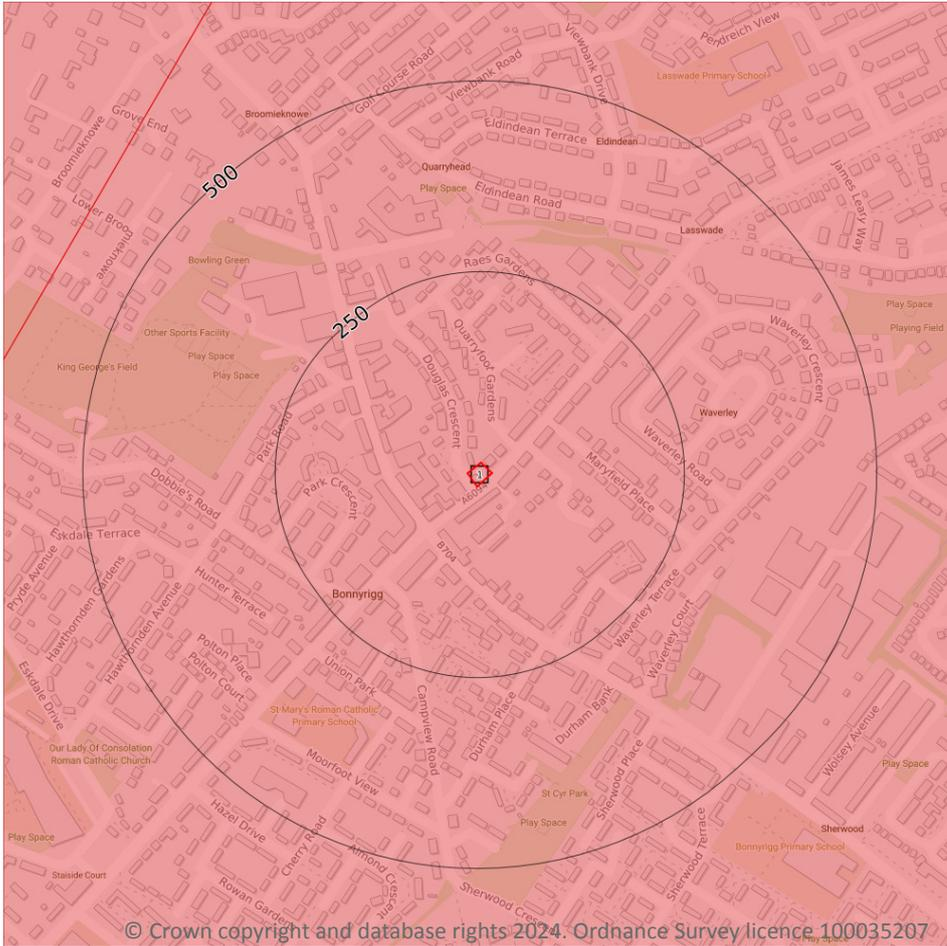 Pendreich View
Viewbank Drive
Golf Course Road
Viewbank Road
Lasswade Primary School
Grove End
Broomieknowe
Broomieknowe
Eldindean Terrace
Eldindean
Quarryhead
Play Space
Eldindean Road
James Leary Way
500
Lower Broomieknowe
Lasswade
Bowling Green
Raes Gardens
Play Space
Playing Field
250
Other Sports Facility
Play Space
Play Space
King George's Field
Quarryfoot Gardens
Douglas Crescent
Waverley Crescent
Waverley
Park Road
Waverley Road
Maryfield Place
1
Park Crescent
Dobbie's Road
Eskdale Terrace
B704
Pryde Avenue
Hawthornden Gardens
Hawthornden Avenue
Hunter Terrace
Bonnyrigg
Waverley Terrace
Waverley Court
Polton Place
Polton Court
Union Park
Eskdale Drive
Campview Road
Durham Place
Durham Bank
St Mary's Roman Catholic
Primary School
Our Lady Of Consolation
Roman Catholic Church
Moorfoot View
Sherwood Place
Wolsey Avenue
Play Space
St Cyr Park
Play Space
Hazel Drive
Cherry Road
Almond Crescent
Sherwood Terrace
Sherwood
Bonnyrigg Primary School
Play Space
Staiside Court
Rowan Gardens
Sherwood Crescent
Play Space
© Crown copyright and database rights 2024. Ordnance Survey licence 100035207